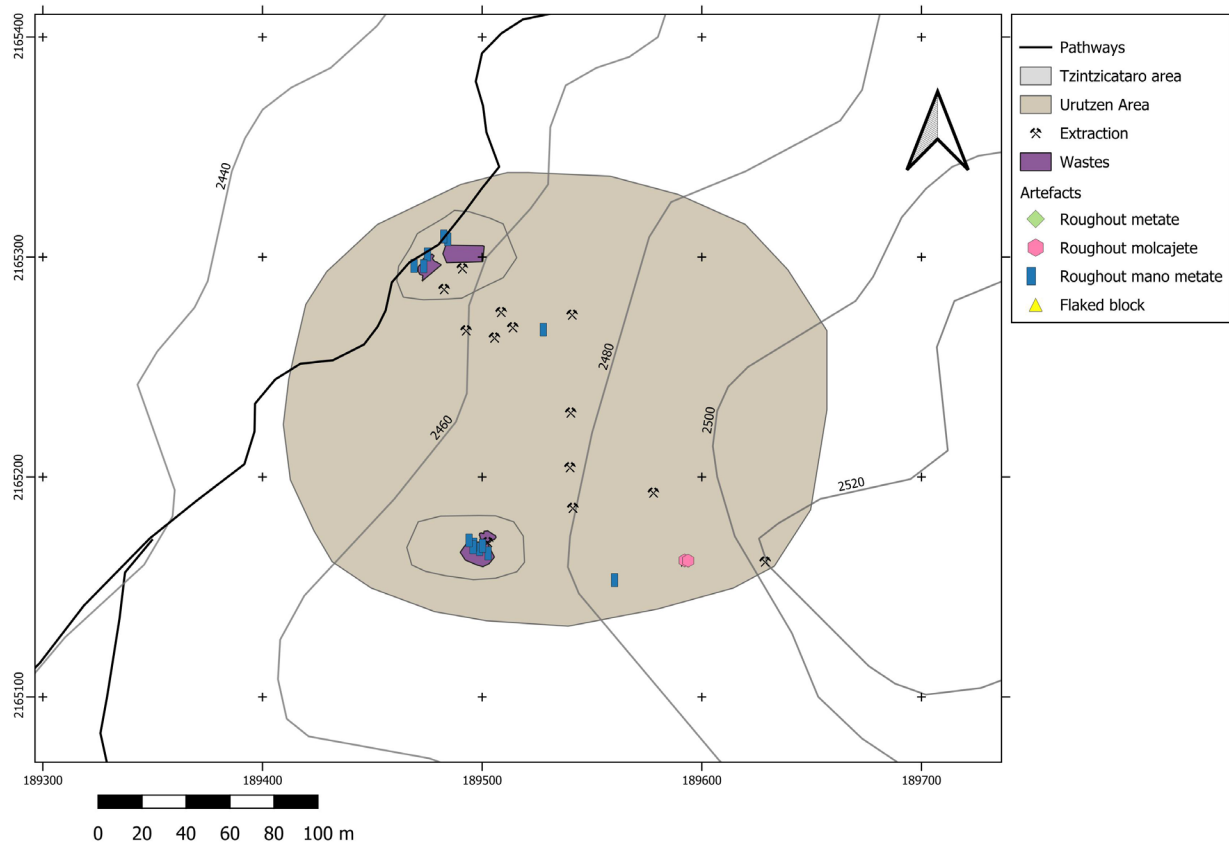 2165400
2165300
2165200
2165100
189300
189400
189500
189600
189700
2440
2460
2480
2500
2520
0 20 40 60 80 100 m
Pathways
Tzintzicataro area
Urutzen Area
Extraction
Wastes
Artefacts
Roughout metate
Roughout molcajete
Roughout mano metate
Flaked block